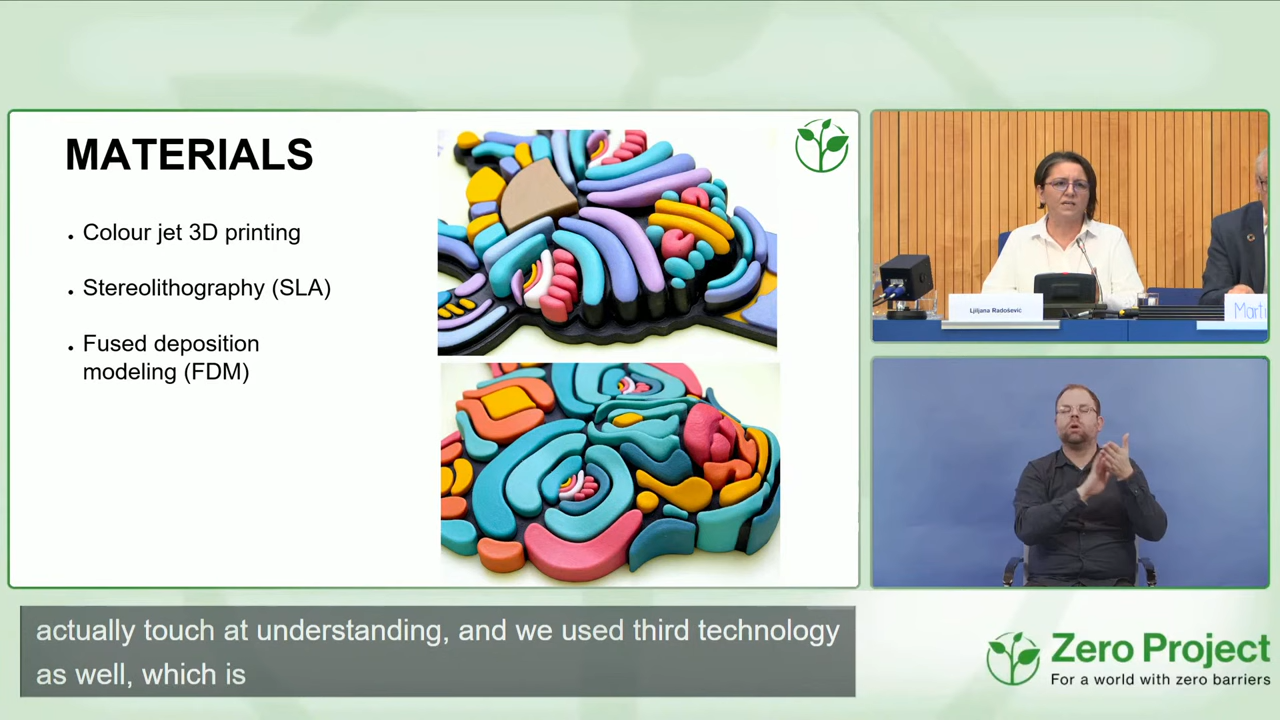 MATERIALS
• Colour jet 3D printing
• Stereolithography (SLA)
• Fused deposition
modeling (FDM)
Ljiljana Radošević
Mart
actually touch at understanding, and we used third technology
as well, which is
Zero Project
For a world with zero barriers